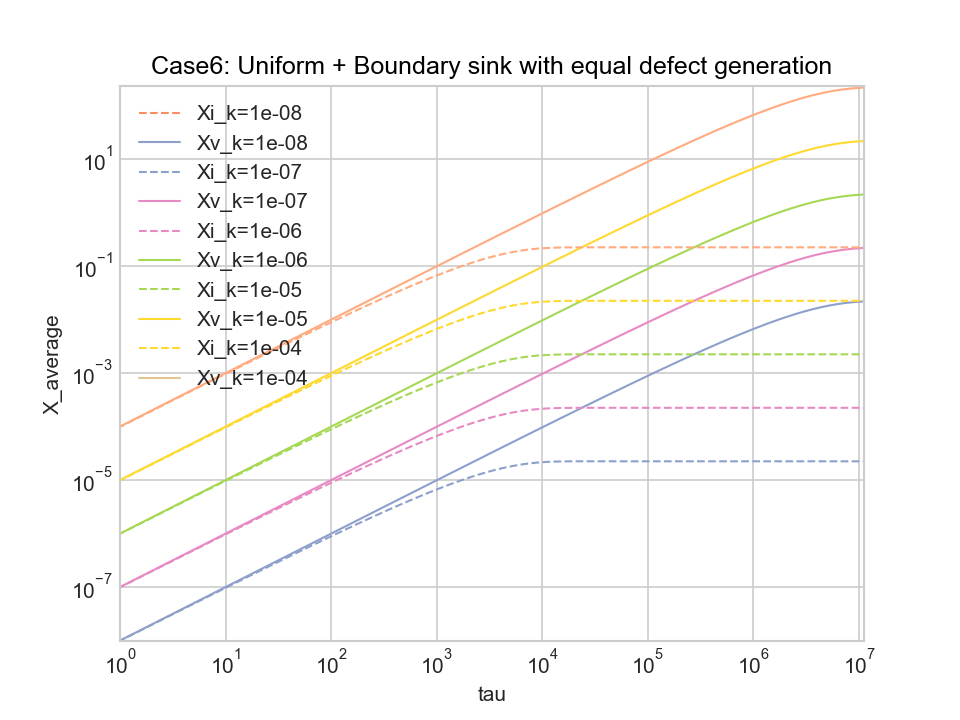 Case6: Uniform + Boundary sink with equal defect generation
Xi_k=1e-08
Xv_k=1e-08
Xi_k=1e-07
Xv_k=1e-07
Xi_k=1e-06
Xv_k=1e-06
Xi_k=1e-05
Xv_k=1e-05
Xi_k=1e-04
Xv_k=1e-04
X_average
10^1
10^−1
10^−3
10^−5
10^−7
10^0 10^1 10^2 10^3 10^4 10^5 10^6 10^7
tau